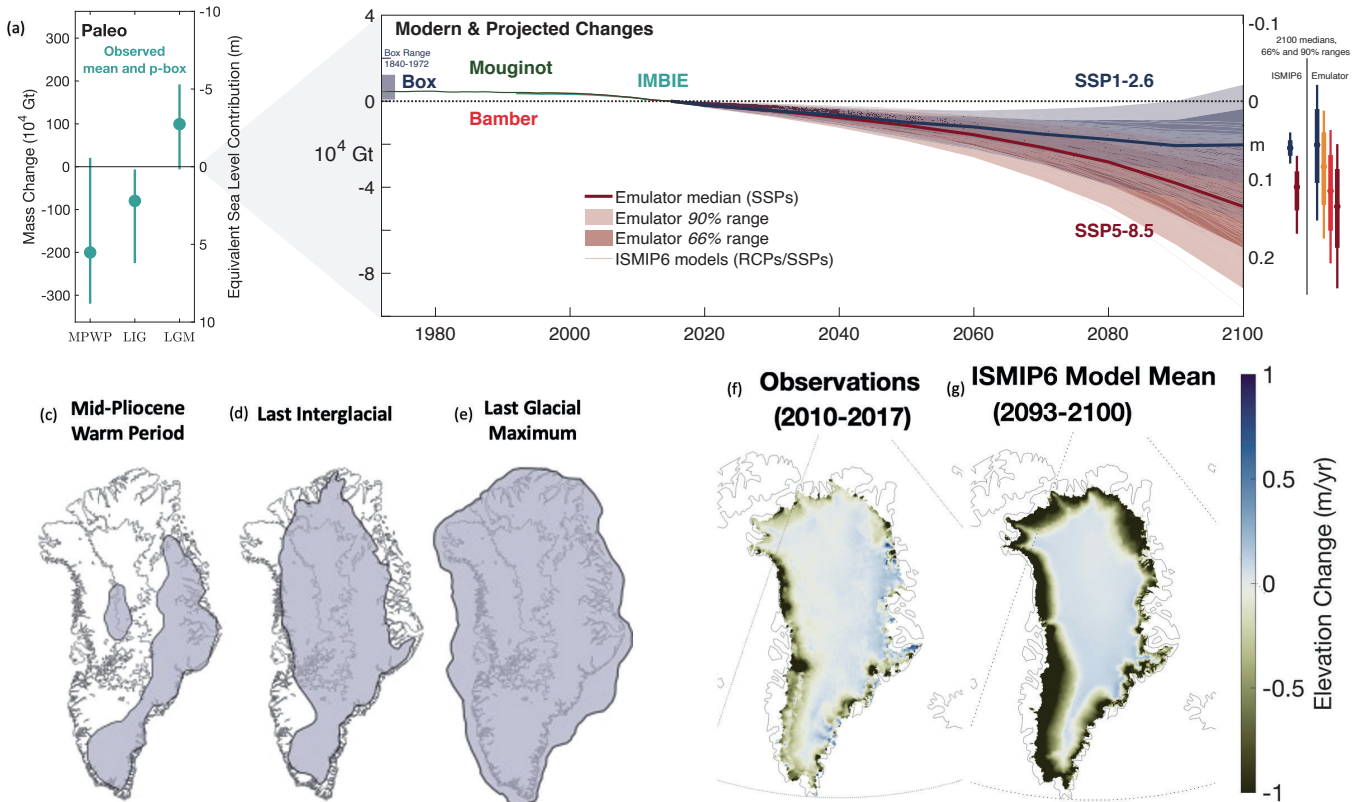 (a)
Paleo
Observed
mean and p-box
Mass Change (10⁴ Gt)
300
200
100
0
-100
-200
-300
MPWP
LIG
LGM
-10
-5
0
5
10
Equivalent Sea Level Contribution (m)
Modern & Projected Changes
4
0
10⁴ Gt
-4
-8
Box Range
1840-1972
Box
Mouginot
Bamber
IMBIE
SSP1-2.6
SSP5-8.5
Emulator median (SSPs)
Emulator 90% range
Emulator 66% range
ISMIP6 models (RCPs/SSPs)
1980
2000
2020
2040
2060
2080
2100
-0.1
0
m
0.1
0.2
2100 medians,
66% and 90% ranges
ISMIP6
Emulator
(c) Mid-Pliocene
Warm Period
(d) Last Interglacial
(e) Last Glacial
Maximum
(f) Observations
(2010-2017)
(g) ISMIP6 Model Mean
(2093-2100)
1
0.5
0
-0.5
-1
Elevation Change (m/yr)